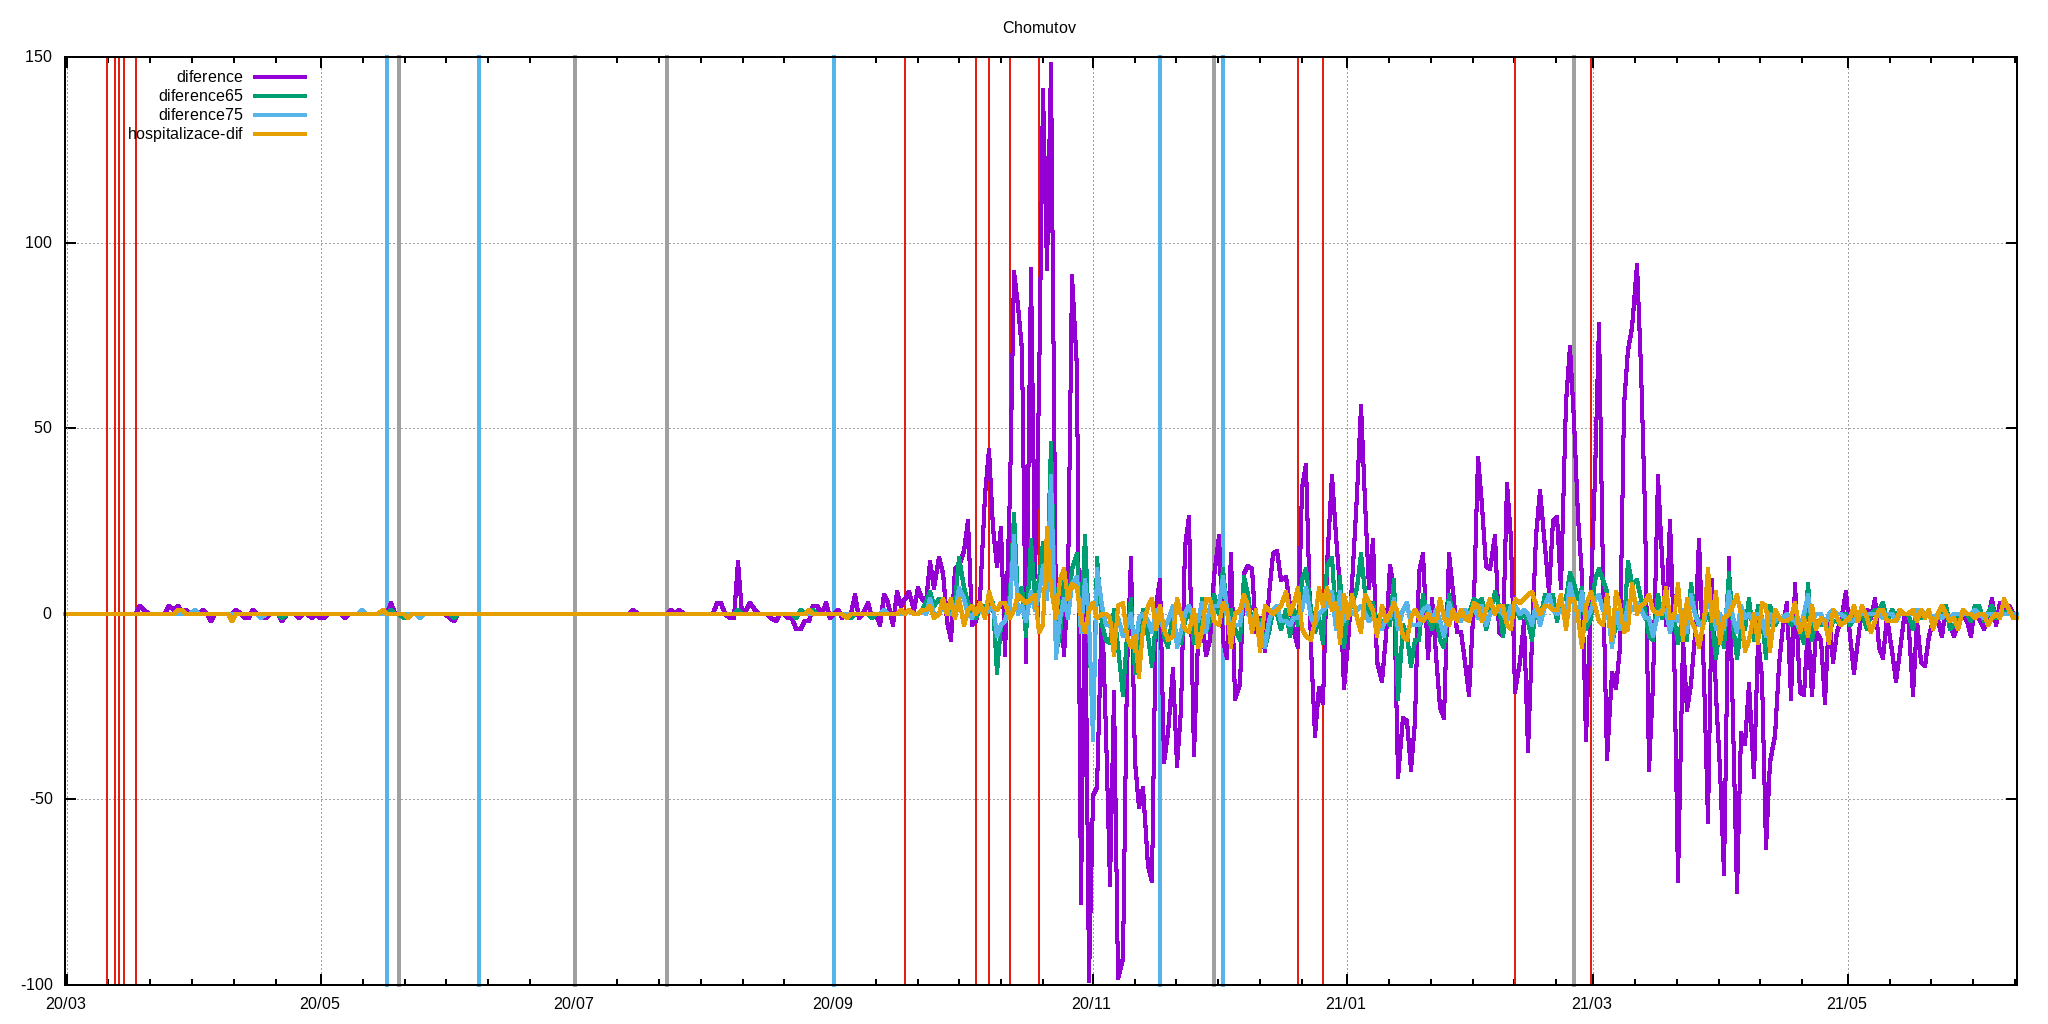 Chomutov
150
100
50
0
-50
-100
diference
diference65
diference75
hospitalizace-dif
20/03 20/05 20/07 20/09 20/11 21/01 21/03 21/05